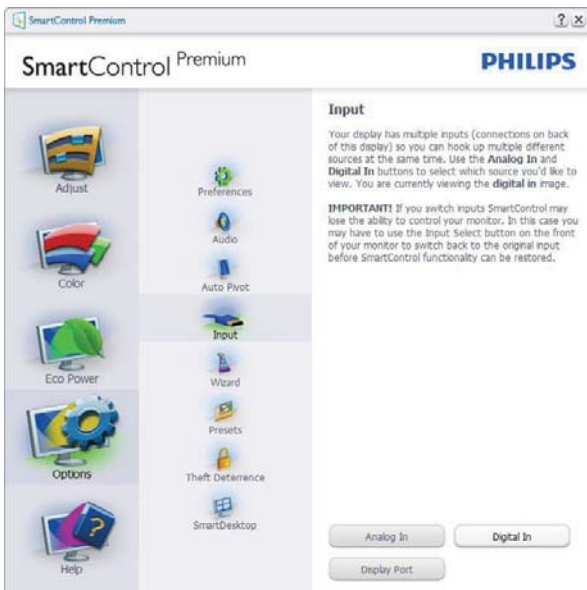 SmartControl Premium
SmartControl Premium
PHILIPS
Adjust
Color
Eco Power
Options
Help
Preferences
Audio
Auto Pivot
Input
Wizard
Presets
Theft Deterrence
SmartDesktop
Input
Your display has multiple inputs (connections on back
of this display) so you can hook up multiple different
sources at the same time. Use the Analog In and
Digital In buttons to select which source you'd like to
view. You are currently viewing the digital in image.
IMPORTANT! If you switch inputs SmartControl may
lose the ability to control your monitor. In this case you
may have to use the Input Select button on the front
of your monitor to switch back to the original input
before SmartControl functionality can be restored.
Analog In
Digital In
Display Port